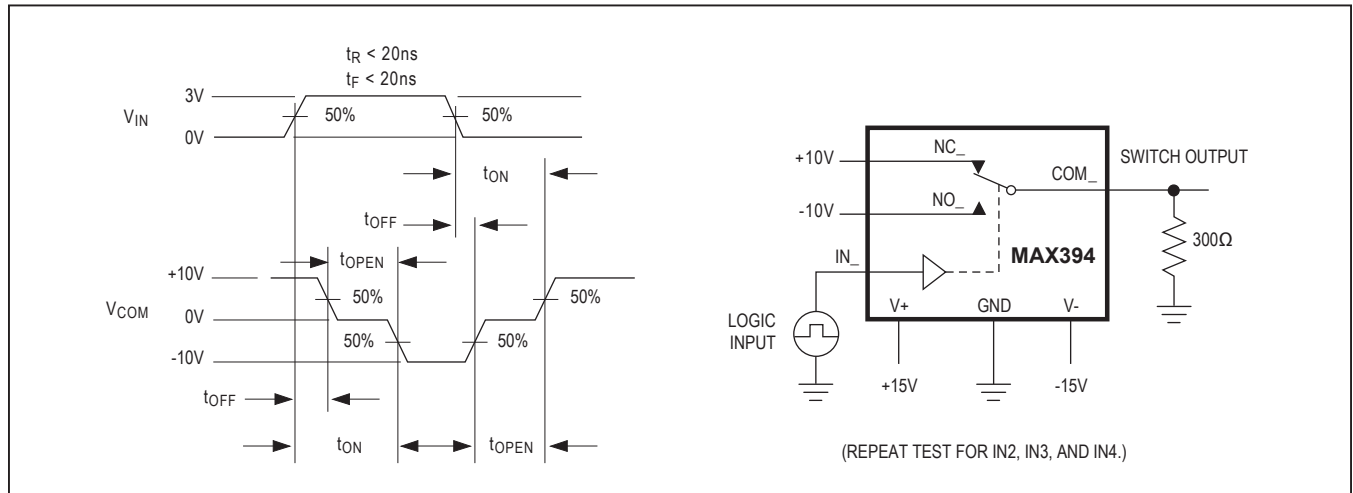 tR < 20ns
tF < 20ns
3V
VIN
0V
50%
50%
tON
tOFF
tOPEN
+10V
VCOM
0V
-10V
50%
50%
50%
50%
tOFF
tON
tOPEN
+10V
NC_
COM_
SWITCH OUTPUT
-10V
NO_
300Ω
IN_
MAX394
LOGIC
INPUT
V+
GND
V-
+15V
-15V
(REPEAT TEST FOR IN2, IN3, AND IN4.)